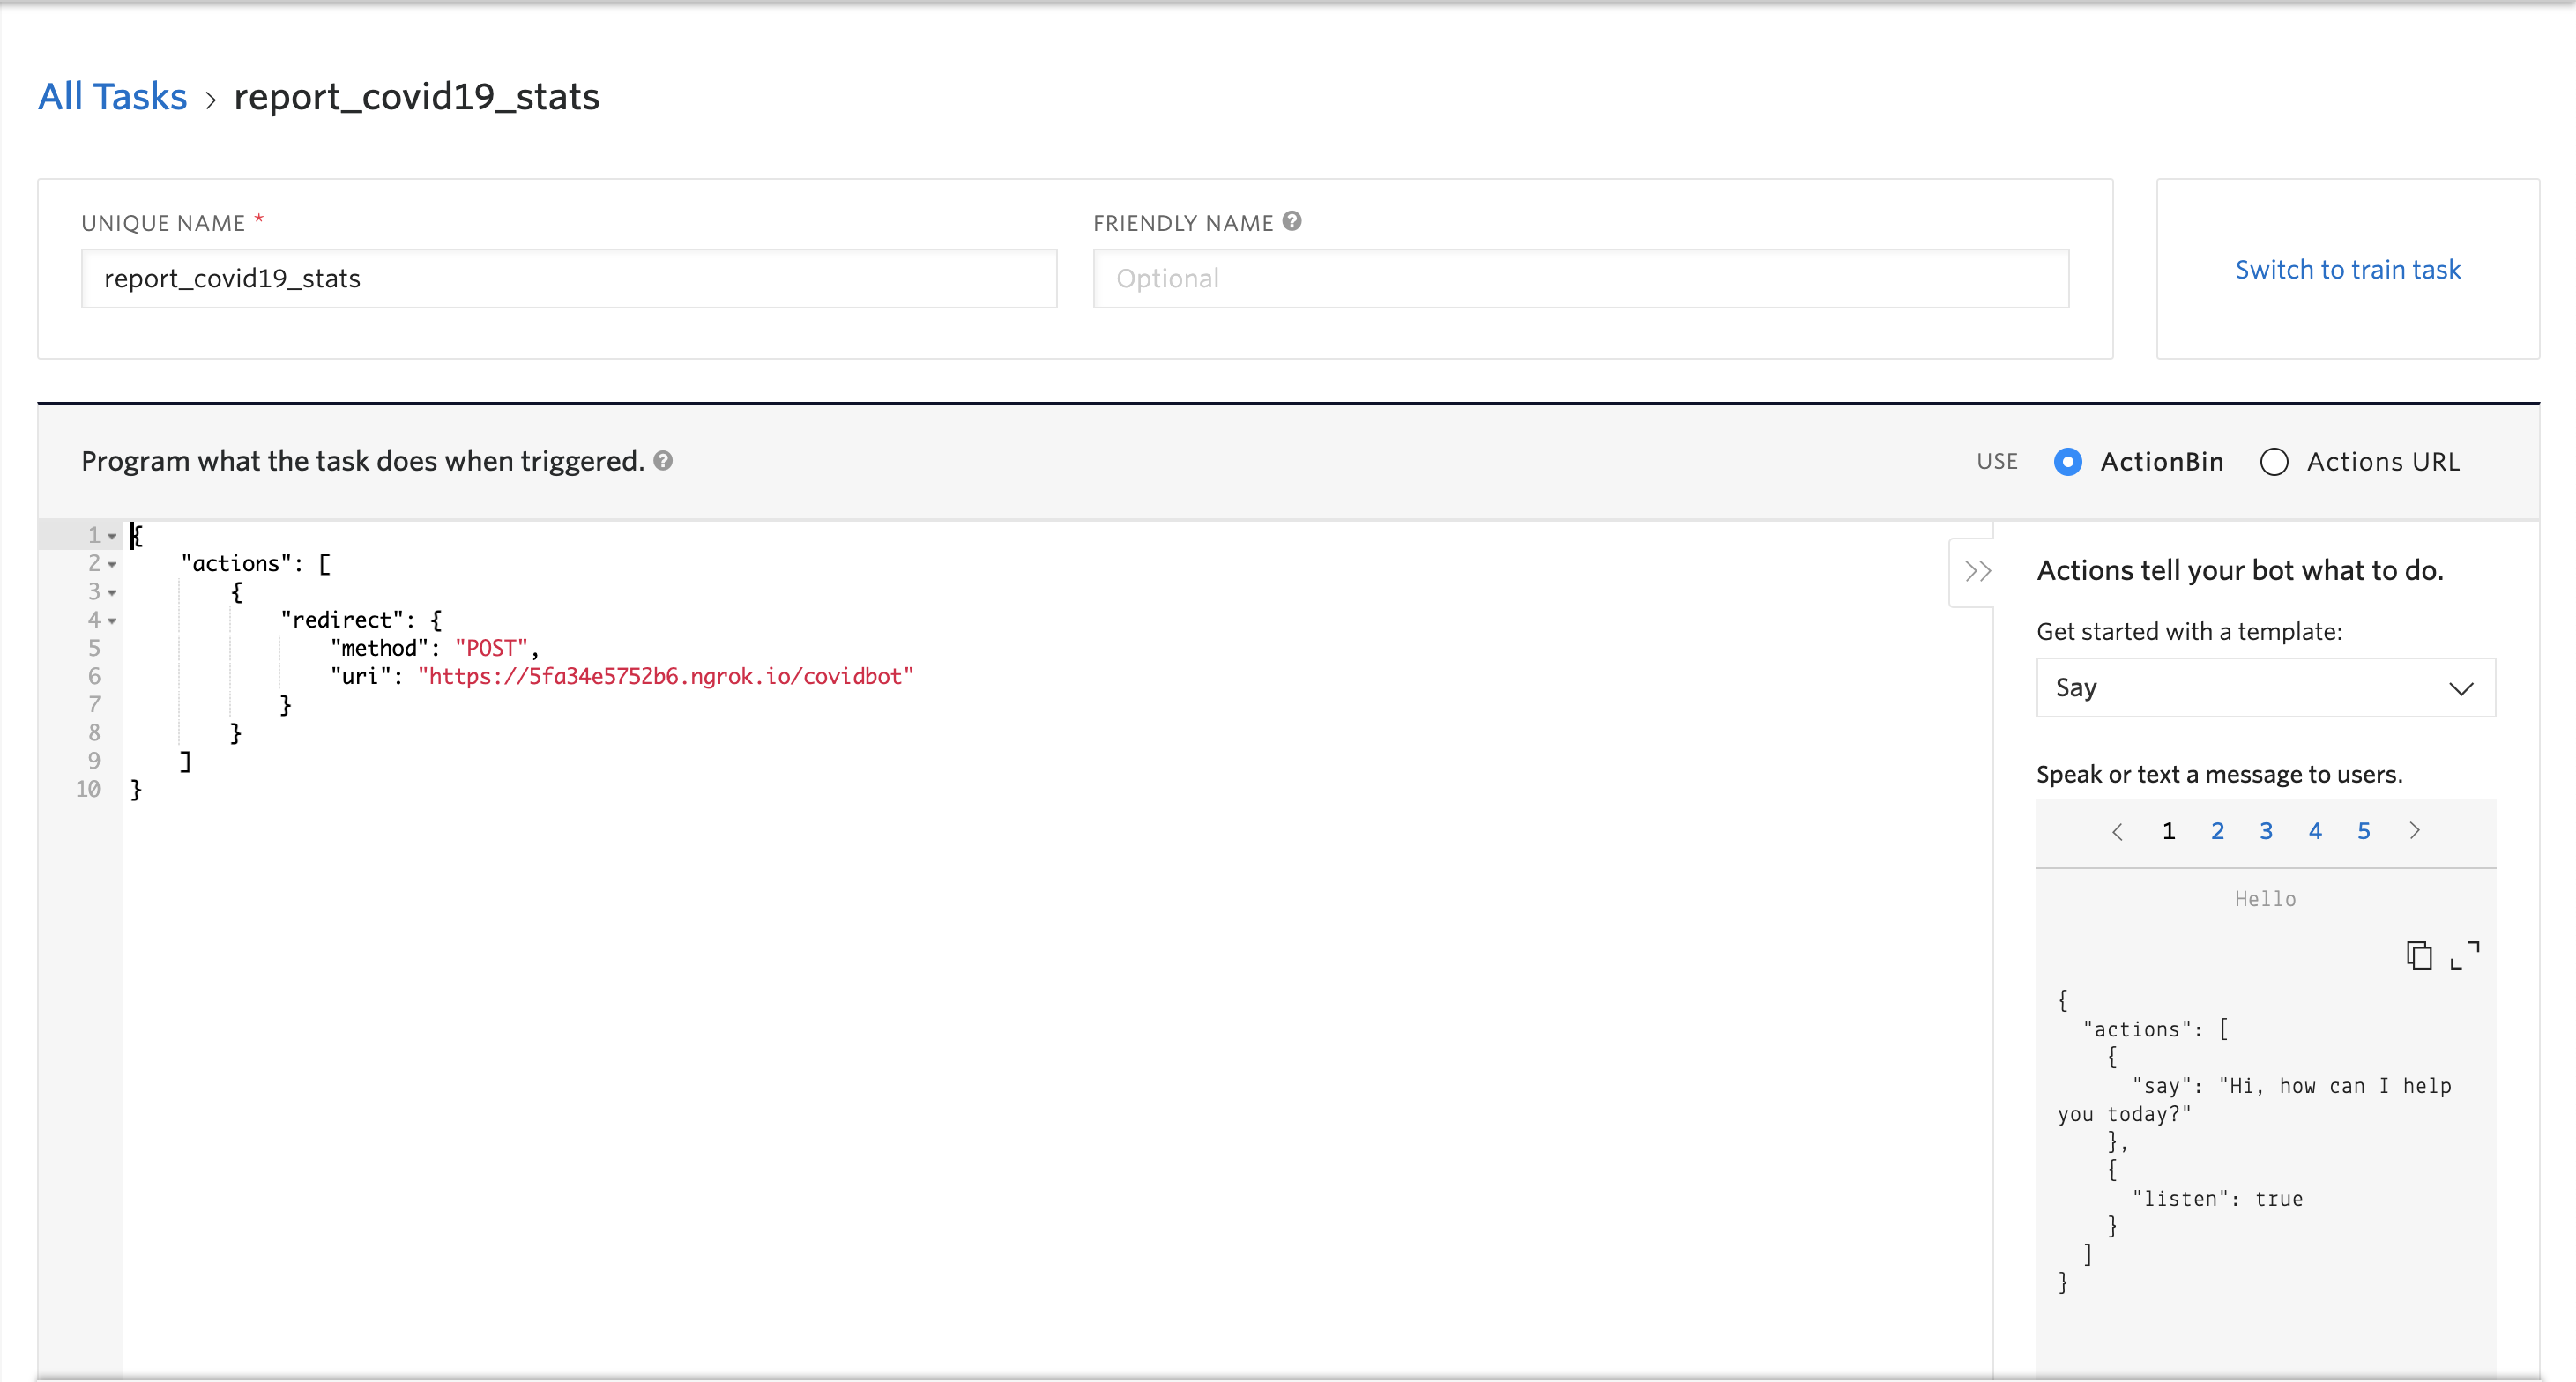 All Tasks > report_covid19_stats
UNIQUE NAME *
FRIENDLY NAME ?
report_covid19_stats
Optional
Switch to train task
Program what the task does when triggered. ?
USE ActionBin Actions URL
1 {
2 "actions": [
3 {
4 "redirect": {
5 "method": "POST",
6 "uri": "https://5fa34e5752b6.ngrok.io/covidbot"
7 }
8 }
9 ]
10 }
Actions tell your bot what to do.
Get started with a template:
Say
Speak or text a message to users.
< 1 2 3 4 5 >
Hello
{
"actions": [
{
"say": "Hi, how can I help
you today?"
},
{
"listen": true
}
]
}